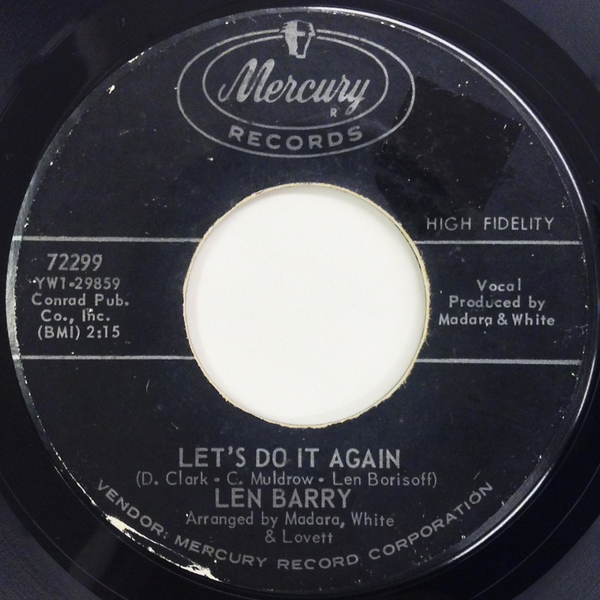 Mercury
R
RECORDS
HIGH FIDELITY
72299
YW1-29859
Conrad Pub.
Co., Inc.
(BMI) 2:15
Vocal
Produced by
Madara & White
LET'S DO IT AGAIN
(D. Clark • C. Muldrow • Len Borisoff)
LEN BARRY
Arranged by Madara, White
& Lovett
VENDOR: MERCURY RECORD CORPORATION